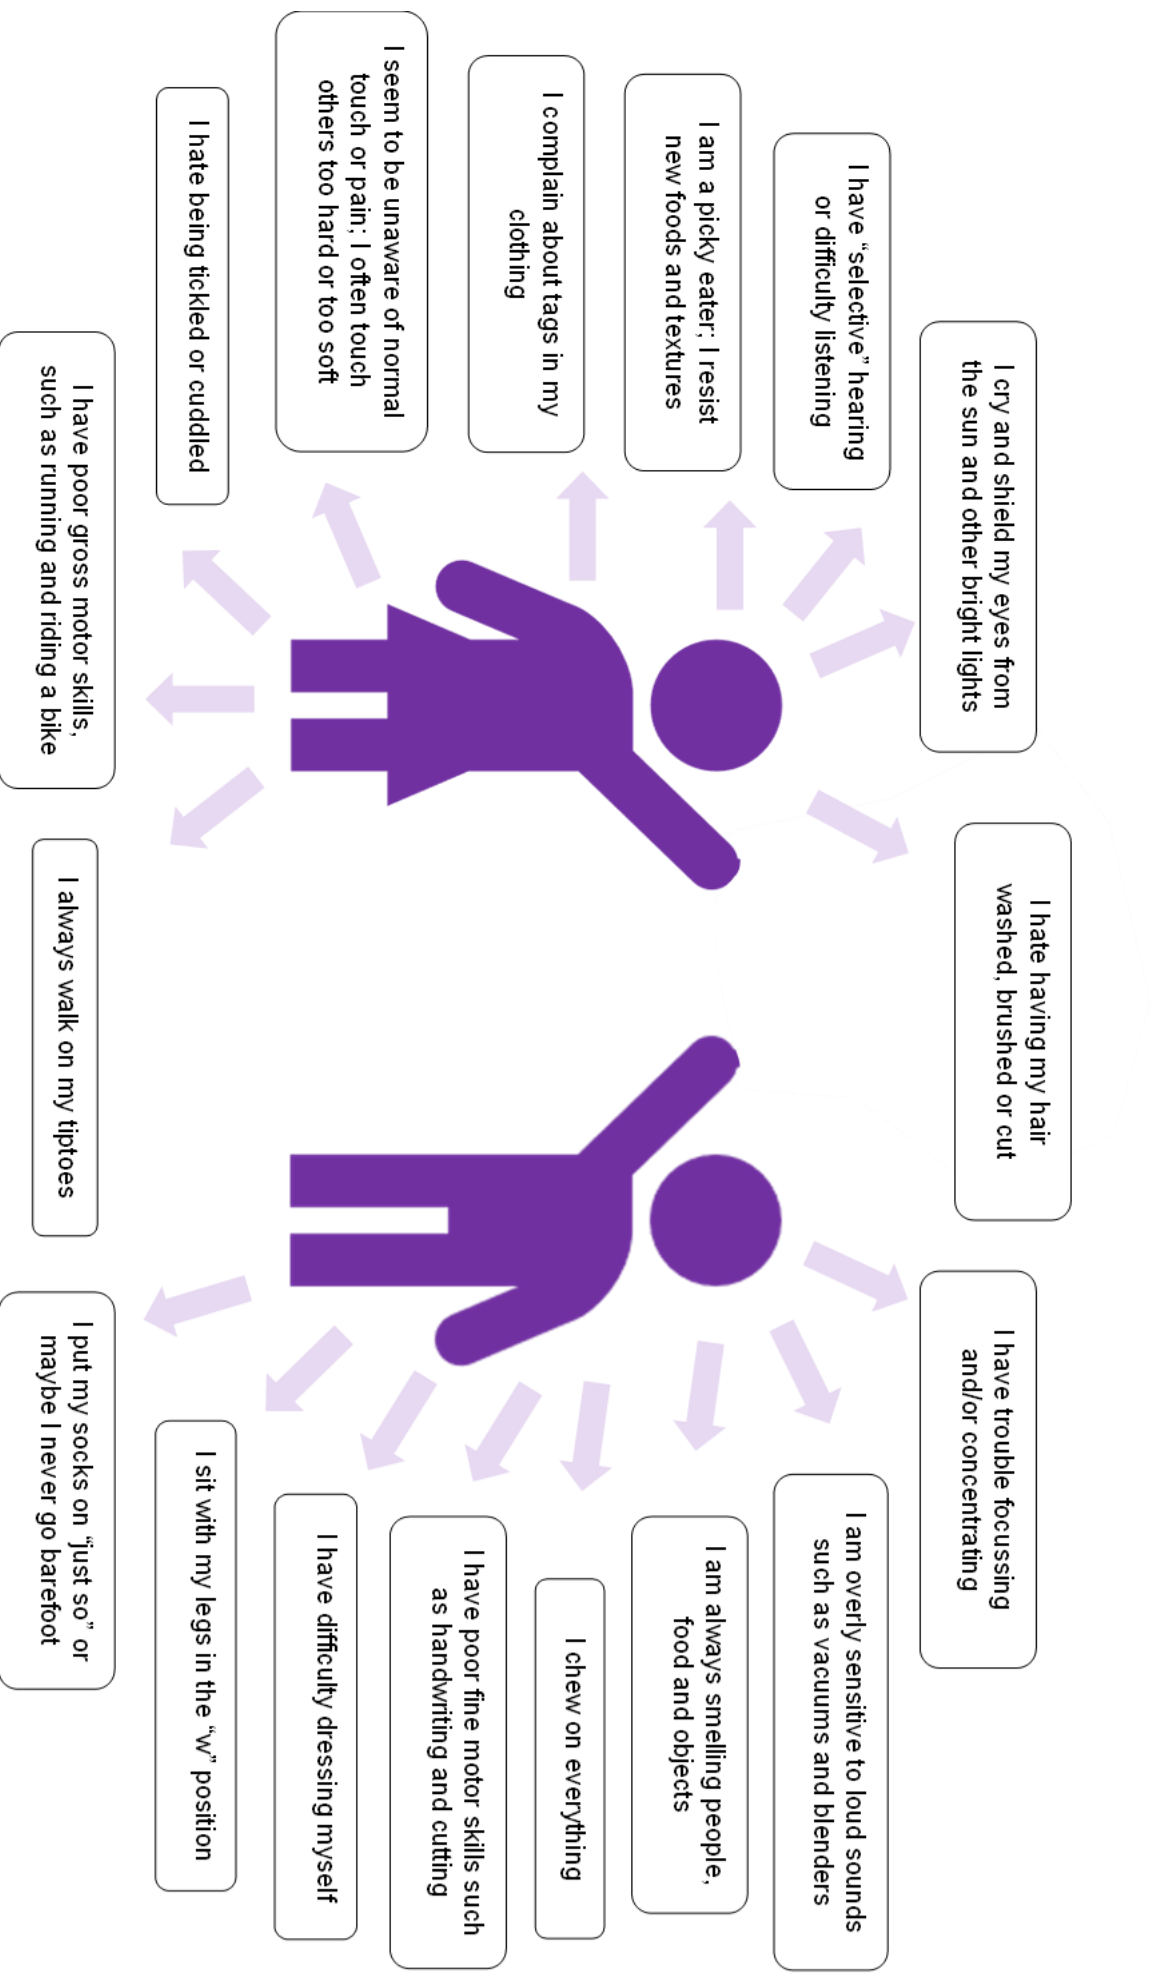 I hate having my hair
washed, brushed or cut
I cry and shield my eyes from
the sun and other bright lights
I have trouble focussing
and/or concentrating
I have “selective” hearing
or difficulty listening
I am overly sensitive to loud sounds
such as vacuums and blenders
I am a picky eater; I resist
new foods and textures
I am always smelling people,
food and objects
I complain about tags in my
clothing
I chew on everything
I seem to be unaware of normal
touch or pain; I often touch
others too hard or too soft
I have poor fine motor skills such
as handwriting and cutting
I have difficulty dressing myself
I hate being tickled or cuddled
I sit with my legs in the “w” position
I have poor gross motor skills,
such as running and riding a bike
I always walk on my tiptoes
I put my socks on “just so” or
maybe I never go barefoot